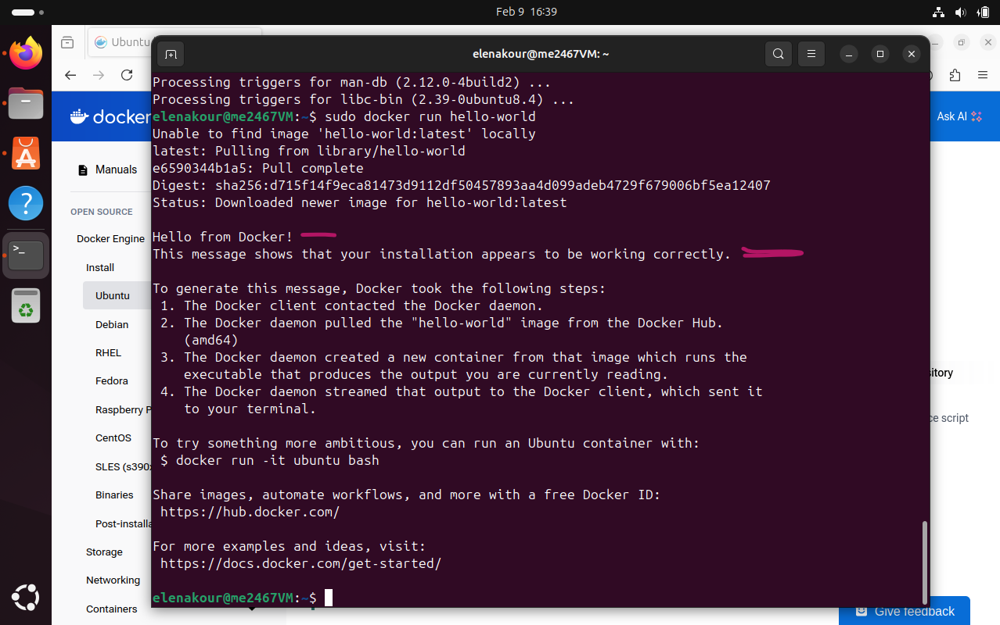 Feb 9 16:39
Ubuntu
elenakour@me2467VM: ~
docker
Ask AI
Manuals
OPEN SOURCE
Docker Engine
Install
Ubuntu
Debian
RHEL
Fedora
Raspberry P
CentOS
SLES (s390x
Binaries
Post-installa
Storage
Networking
Containers
Processing triggers for man-db (2.12.0-4build2) ...
Processing triggers for libc-bin (2.39-0ubuntu8.4) ...
elenakour@me2467VM:~$ sudo docker run hello-world
Unable to find image 'hello-world:latest' locally
latest: Pulling from library/hello-world
e6590344b1a5: Pull complete
Digest: sha256:d715f14f9eca81473d9112df50457893aa4d099adeb4729f679006bf5ea12407
Status: Downloaded newer image for hello-world:latest
Hello from Docker!
This message shows that your installation appears to be working correctly.
To generate this message, Docker took the following steps:
1. The Docker client contacted the Docker daemon.
2. The Docker daemon pulled the "hello-world" image from the Docker Hub.
(amd64)
3. The Docker daemon created a new container from that image which runs the
executable that produces the output you are currently reading.
4. The Docker daemon streamed that output to the Docker client, which sent it
to your terminal.
To try something more ambitious, you can run an Ubuntu container with:
$ docker run -it ubuntu bash
Share images, automate workflows, and more with a free Docker ID:
https://hub.docker.com/
For more examples and ideas, visit:
https://docs.docker.com/get-started/
elenakour@me2467VM:~$
sitory
ce script
Give feedback